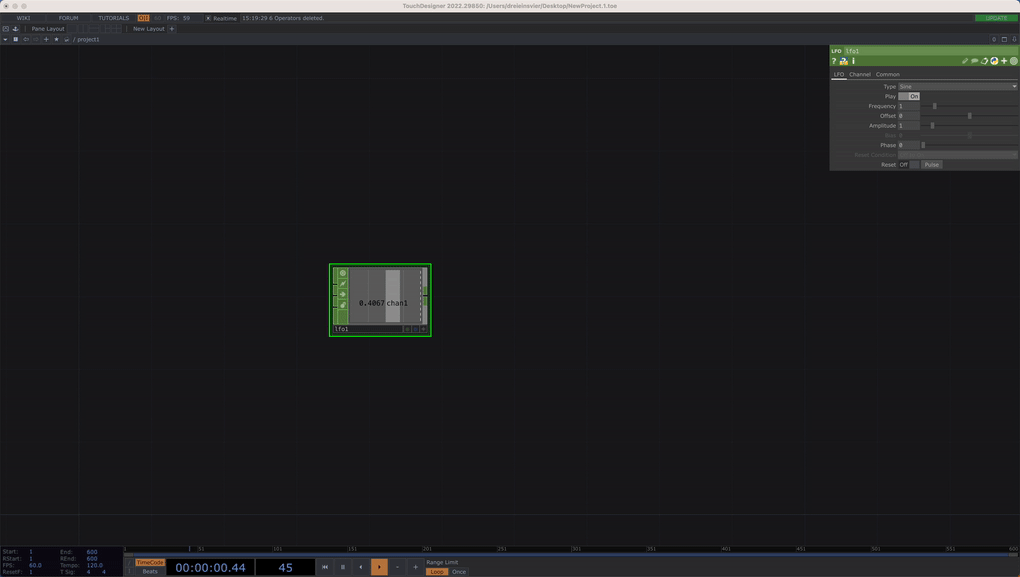 TouchDesigner 2022.29850: /Users/dreieinsvier/Desktop/NewProject.1.toe
WIKI FORUM TUTORIALS OI FPS: 59 Realtime 15:19:29 6 Operators deleted. UPDATE
Pane Layout New Layout +
/ project1
LFO lfo1
? i
LFO Channel Common
Type Sine
Play On
Frequency 1
Offset 0
Amplitude 1
Phase 0
Reset Condition
Reset Off Pulse
0.4067 chan1
lfo1
1 51 101 151 201 251 301 351 401 451 501 551 600
Start: 1 End: 600
RStart: 1 REnd: 600
FPS: 60.0 Tempo: 120.0
ResetF: 1 T Sig: 4 4
TimeCode
Beats
00:00:00.44 45
- +
Range Limit
Loop Once